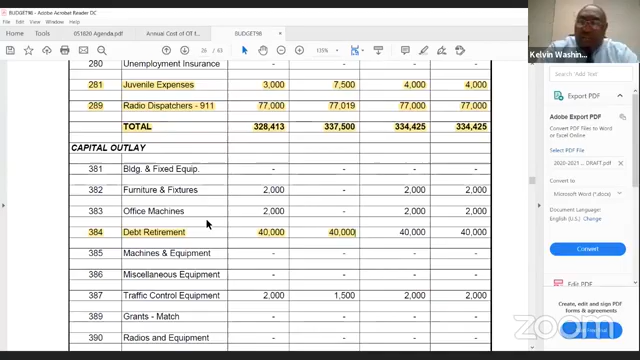 BUDGET98 - Adobe Acrobat Reader DC
File Edit View Window Help
051820 Agenda.pdf
Annual Cost of OT f...
BUDGET98
26 / 63
135%
Kelvin Washin...
280 Unemployment Insurance - - - -
281 Juvenile Expenses 3,000 7,500 4,000 4,000
289 Radio Dispatchers - 911 77,000 77,019 77,000 77,000
TOTAL 328,413 337,500 334,425 334,425
CAPITAL OUTLAY
381 Bldg. & Fixed Equip. - - - -
382 Furniture & Fixtures 2,000 - 2,000 2,000
383 Office Machines 2,000 - 2,000 2,000
384 Debt Retirement 40,000 40,000 40,000 40,000
385 Machines & Equipment - - - -
386 Miscellaneous Equipment - - - -
387 Traffic Control Equipment 2,000 1,500 2,000 2,000
389 Grants - Match - - - -
390 Radios and Equipment - - - -
Search 'Add Text'
Export PDF
Adobe Export PDF
Convert PDF Files to Word
or Excel Online
Select PDF File
2020-2021 ... DRAFT.pdf
Convert to
Microsoft Word (*.docx)
Document Language:
English (U.S.) Change
Convert
Edit PDF
Create, edit and sign PDF
forms & agreements
zoom